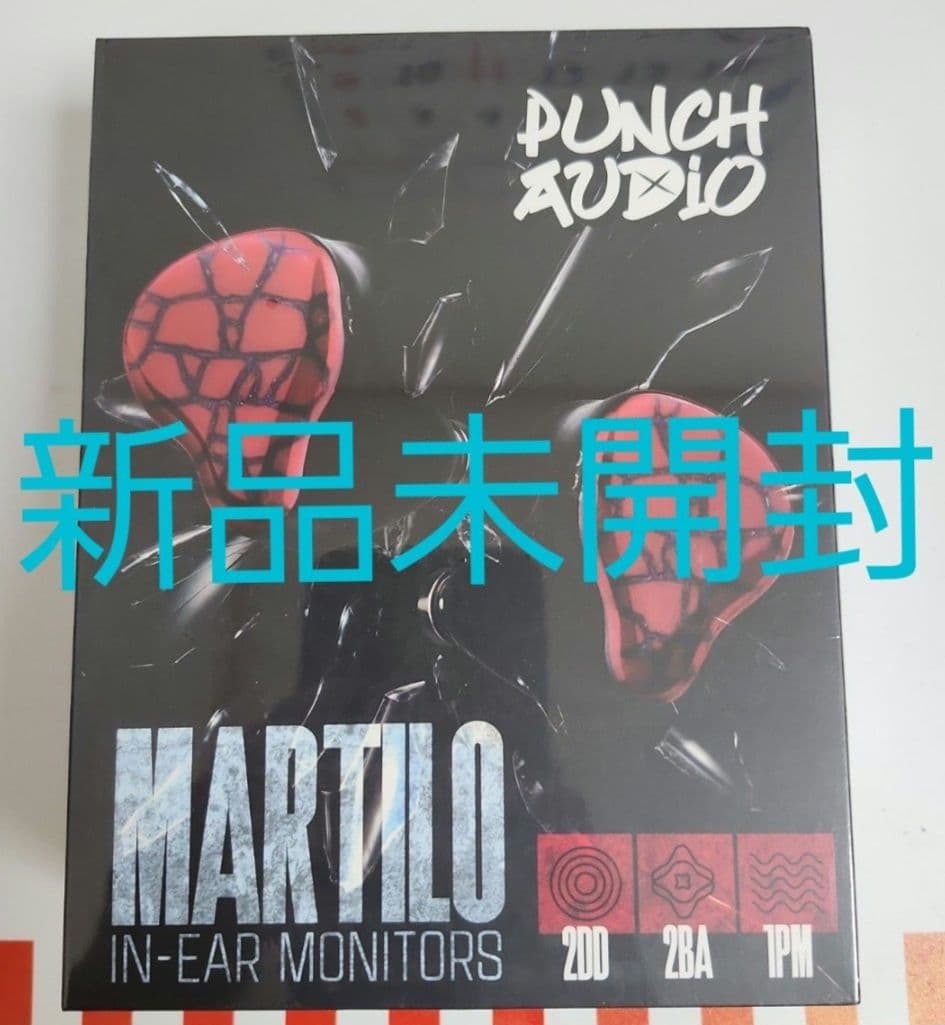 PUNCH
AUDiO
新品未開封
MARTILO
IN-EAR MONITORS
2DD 2BA 1PM